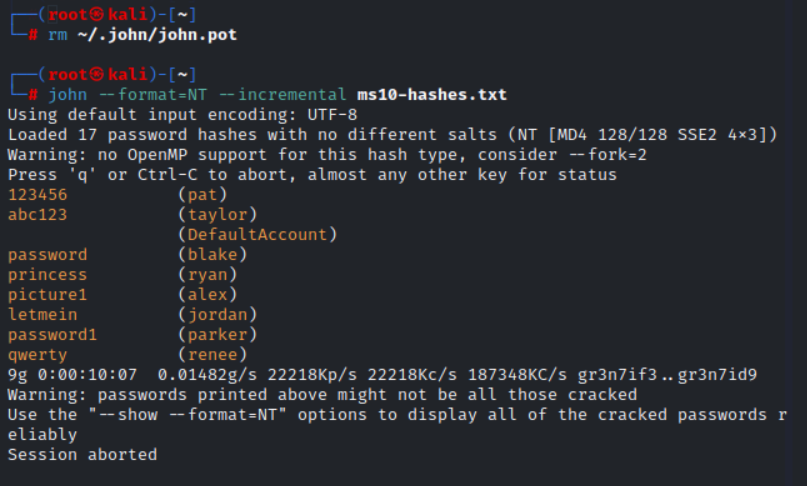 ┌──(root㉿kali)-[~]
└─# rm ~/.john/john.pot
┌──(root㉿kali)-[~]
└─# john --format=NT --incremental ms10-hashes.txt
Using default input encoding: UTF-8
Loaded 17 password hashes with no different salts (NT [MD4 128/128 SSE2 4×3])
Warning: no OpenMP support for this hash type, consider --fork=2
Press 'q' or Ctrl-C to abort, almost any other key for status
123456           (pat)
abc123           (taylor)
                 (DefaultAccount)
password         (blake)
princess         (ryan)
picture1         (alex)
letmein          (jordan)
password1        (parker)
qwerty           (renee)
9g 0:00:10:07  0.01482g/s 22218Kp/s 22218Kc/s 187348KC/s gr3n7if3..gr3n7id9
Warning: passwords printed above might not be all those cracked
Use the "--show --format=NT" options to display all of the cracked passwords r
eliably
Session aborted